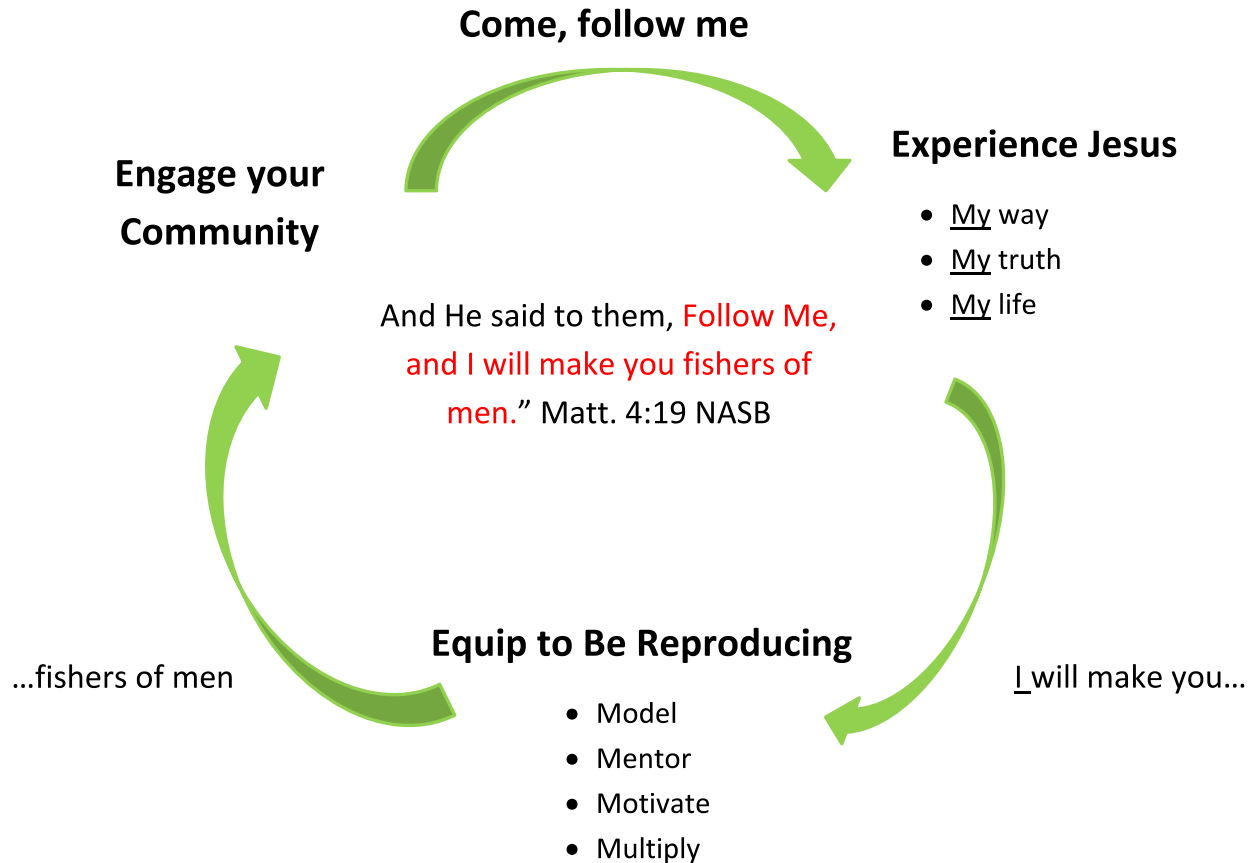 Come, follow me
Experience Jesus
• My way
• My truth
• My life
Engage your
Community
And He said to them, Follow Me,
and I will make you fishers of
men.” Matt. 4:19 NASB
I will make you…
Equip to Be Reproducing
• Model
• Mentor
• Motivate
• Multiply
…fishers of men